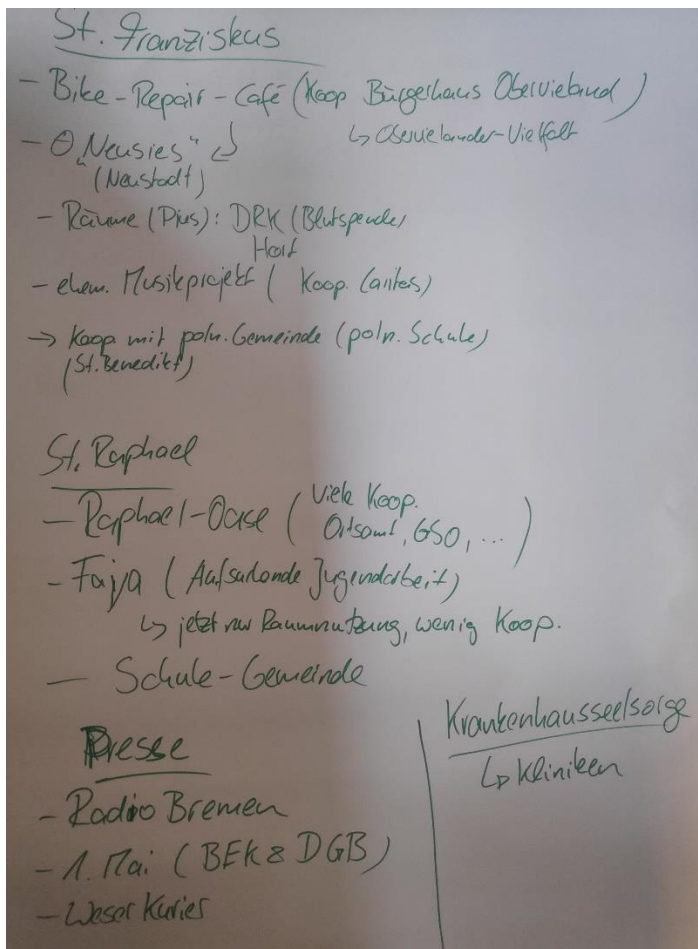 St. Franziskus
- Bike-Repair-Café (Koop Bürgerhaus Obervieland)
↳ Obervielander-Vielfalt
- "Neusies"
(Neustadt)
- Räume (Pius): DRK (Blutspende)
Hort
- ehem. Musikprojekt ( Koop. Caritas)
→ Koop mit poln. Gemeinde (poln. Schule)
(St. Benedikt)
St. Raphael
- Raphael-Oase ( Viele Koop.
Ortsamt, GSO, ... )
- Faja ( Aufsuchende Jugendarbeit)
↳ jetzt nur Raumnutzung, wenig Koop.
- Schule-Gemeinde
Presse
- Radio Bremen
- 1. Mai ( BEK & DGB)
- Weser Kurier
Krankenhausseelsorge
↳ Kliniken